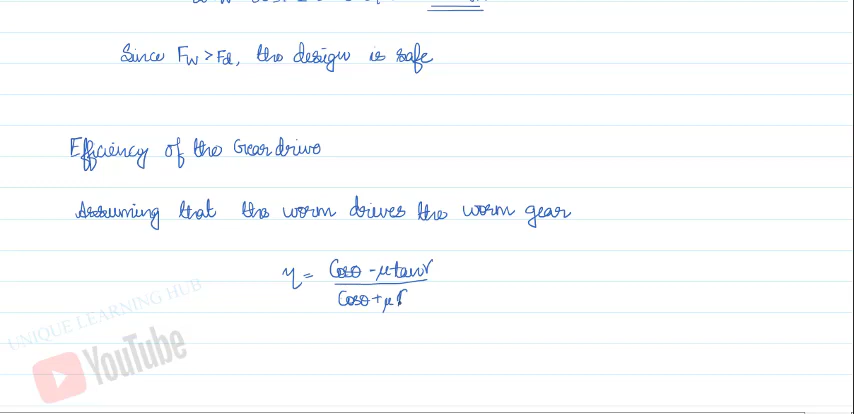 Since Fw > Fd, the design is safe
Efficiency of the Gear drive
Assuming that the worm drives the worm gear
η = Cosθ - μtanr
Cosθ + μ
UNIQUE LEARNING HUB
YouTube